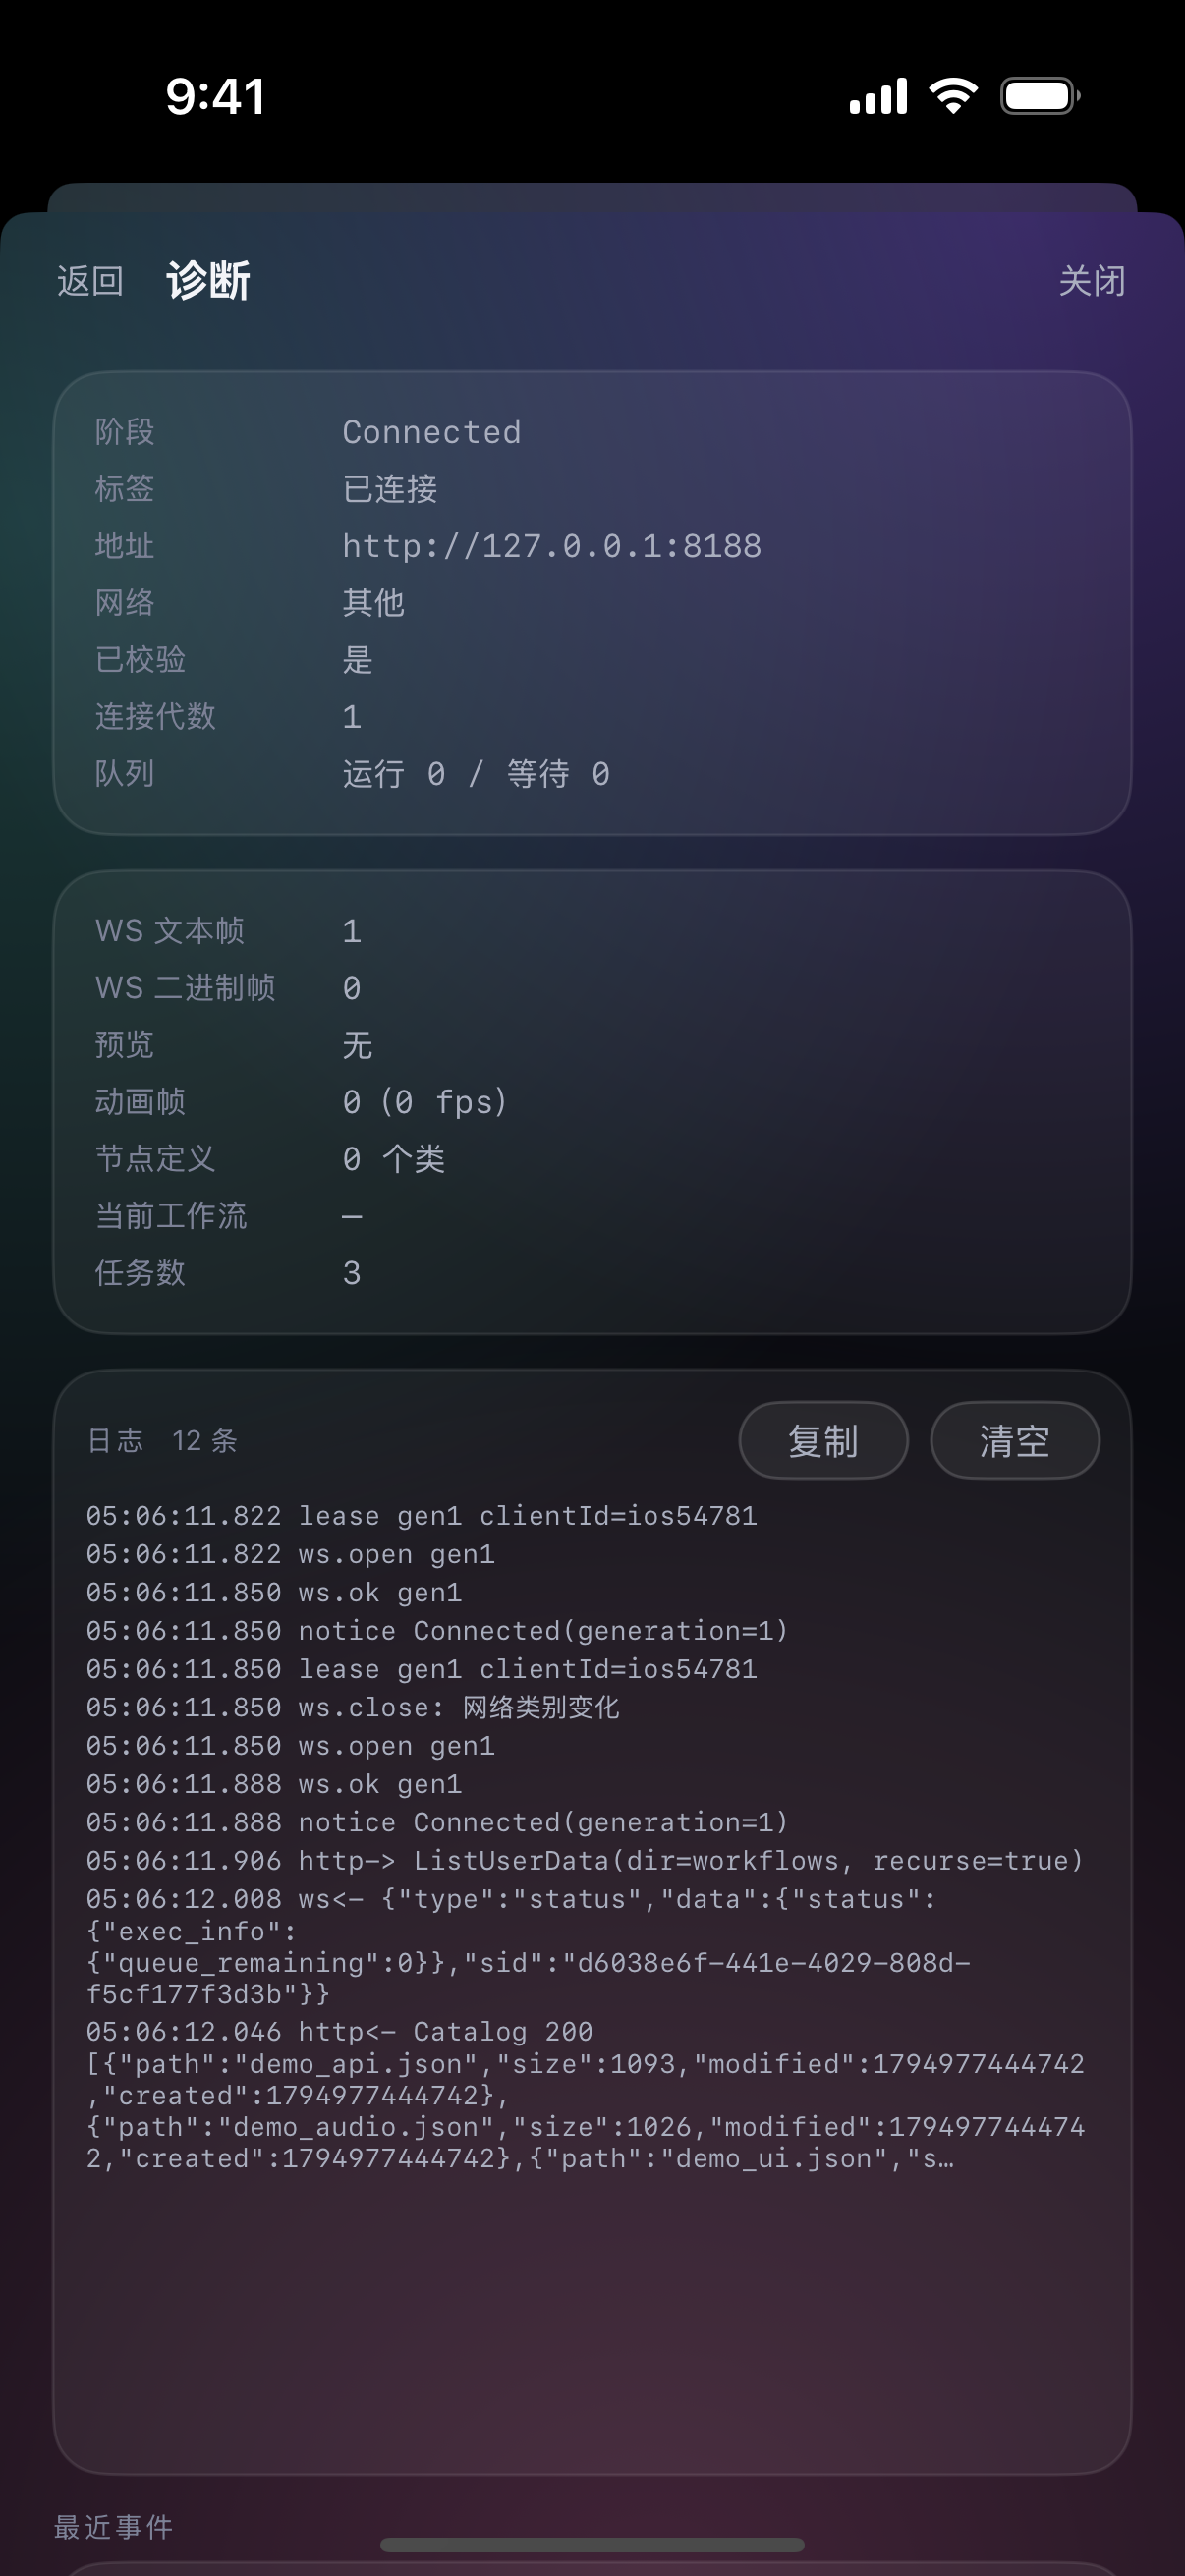 9:41
返回 诊断 关闭
阶段 Connected
标签 已连接
地址 http://127.0.0.1:8188
网络 其他
已校验 是
连接代数 1
队列 运行 0 / 等待 0
WS 文本帧 1
WS 二进制帧 0
预览 无
动画帧 0 (0 fps)
节点定义 0 个类
当前工作流 —
任务数 3
日志 12 条 复制 清空
05:06:11.822 lease gen1 clientId=ios54781
05:06:11.822 ws.open gen1
05:06:11.850 ws.ok gen1
05:06:11.850 notice Connected(generation=1)
05:06:11.850 lease gen1 clientId=ios54781
05:06:11.850 ws.close: 网络类别变化
05:06:11.850 ws.open gen1
05:06:11.888 ws.ok gen1
05:06:11.888 notice Connected(generation=1)
05:06:11.906 http-> ListUserData(dir=workflows, recurse=true)
05:06:12.008 ws<- {"type":"status","data":{"status":
{"exec_info":
{"queue_remaining":0}},"sid":"d6038e6f-441e-4029-808d-
f5cf177f3d3b"}}
05:06:12.046 http<- Catalog 200
[{"path":"demo_api.json","size":1093,"modified":1794977444742
,"created":1794977444742},
{"path":"demo_audio.json","size":1026,"modified":179497744474
2,"created":1794977444742},{"path":"demo_ui.json","s…
最近事件